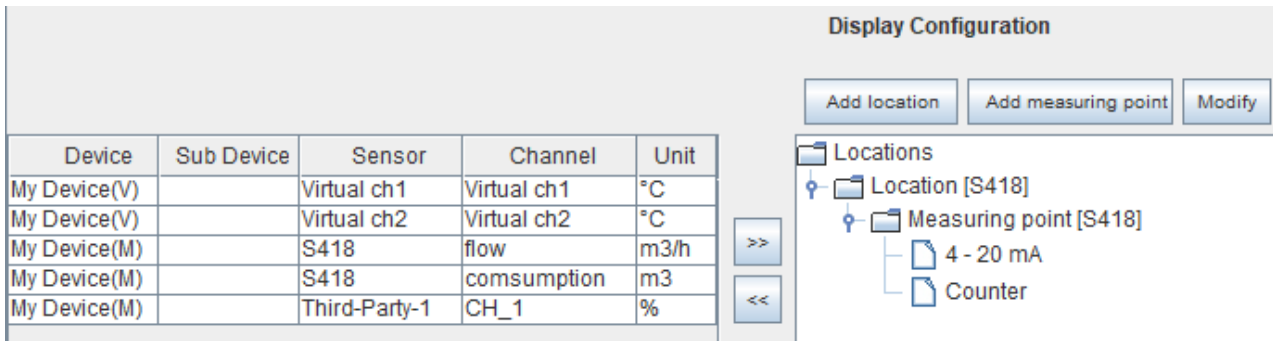 Display Configuration
Add location Add measuring point Modify
Device Sub Device Sensor Channel Unit
My Device(V) Virtual ch1 Virtual ch1 °C
My Device(V) Virtual ch2 Virtual ch2 °C
My Device(M) S418 flow m3/h
My Device(M) S418 comsumption m3
My Device(M) Third-Party-1 CH_1 %
>>
<<
Locations
Location [S418]
Measuring point [S418]
4 - 20 mA
Counter